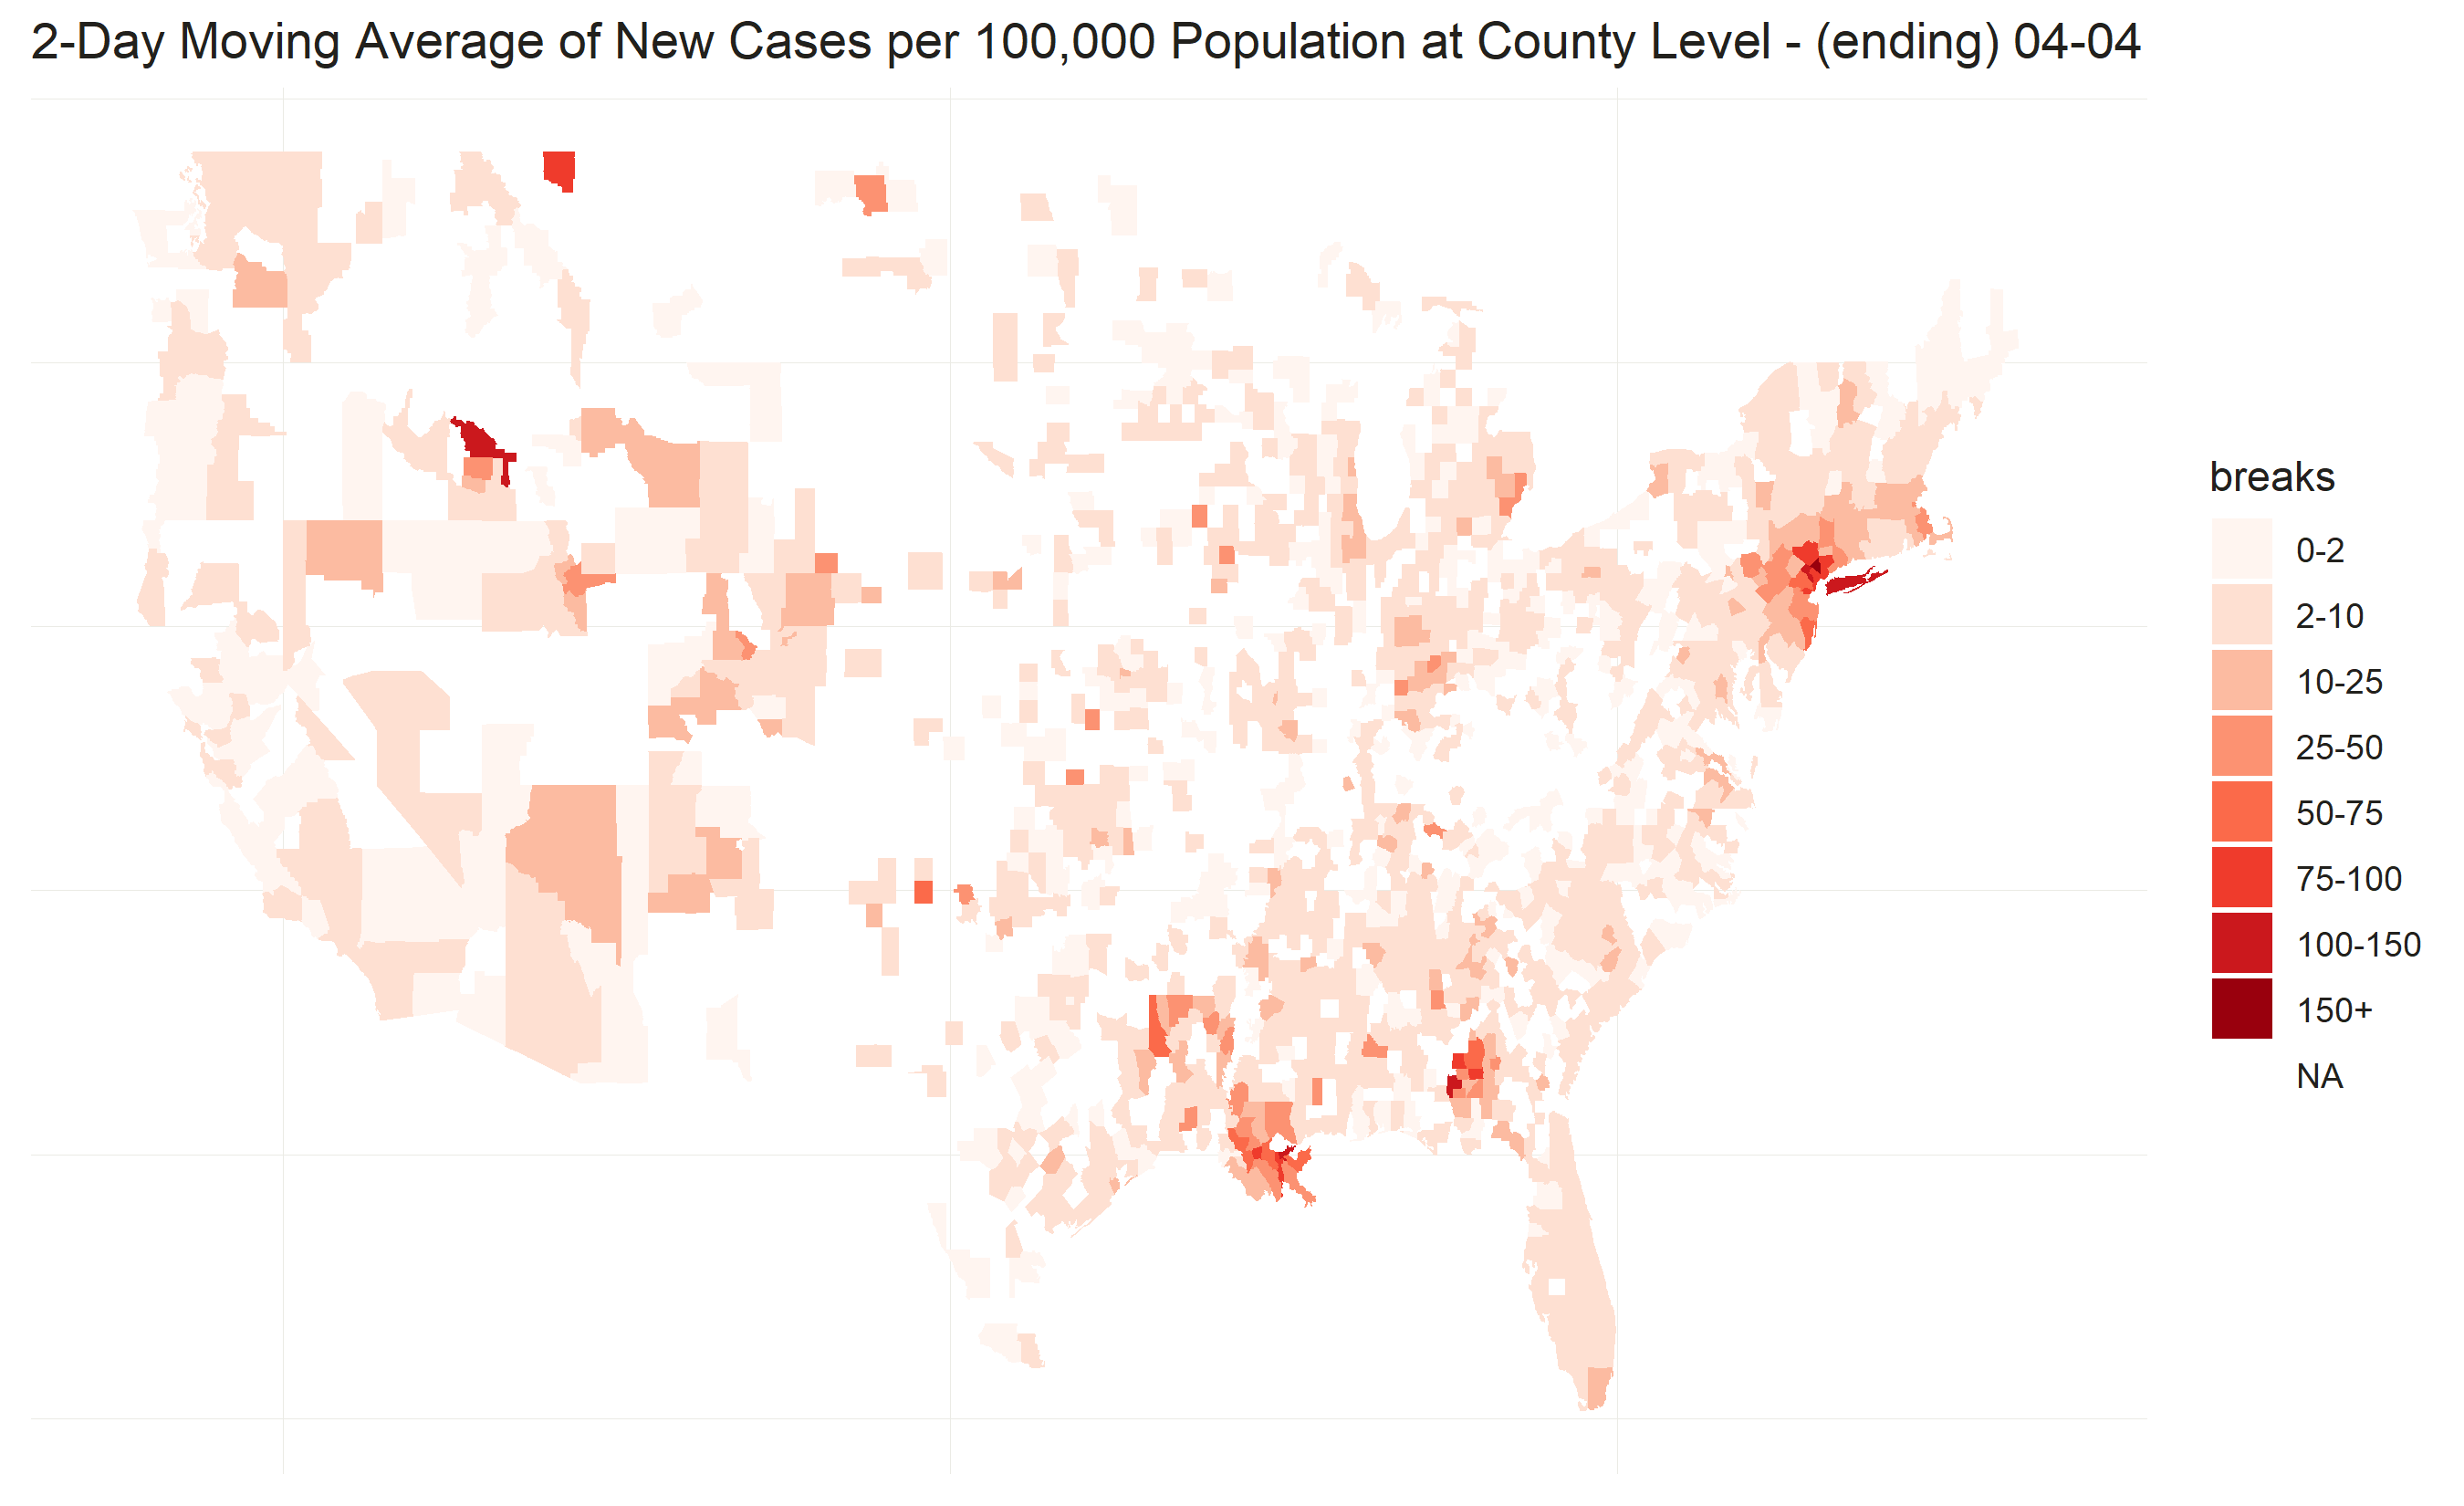 2-Day Moving Average of New Cases per 100,000 Population at County Level - (ending) 04-04
breaks
0-2
2-10
10-25
25-50
50-75
75-100
100-150
150+
NA